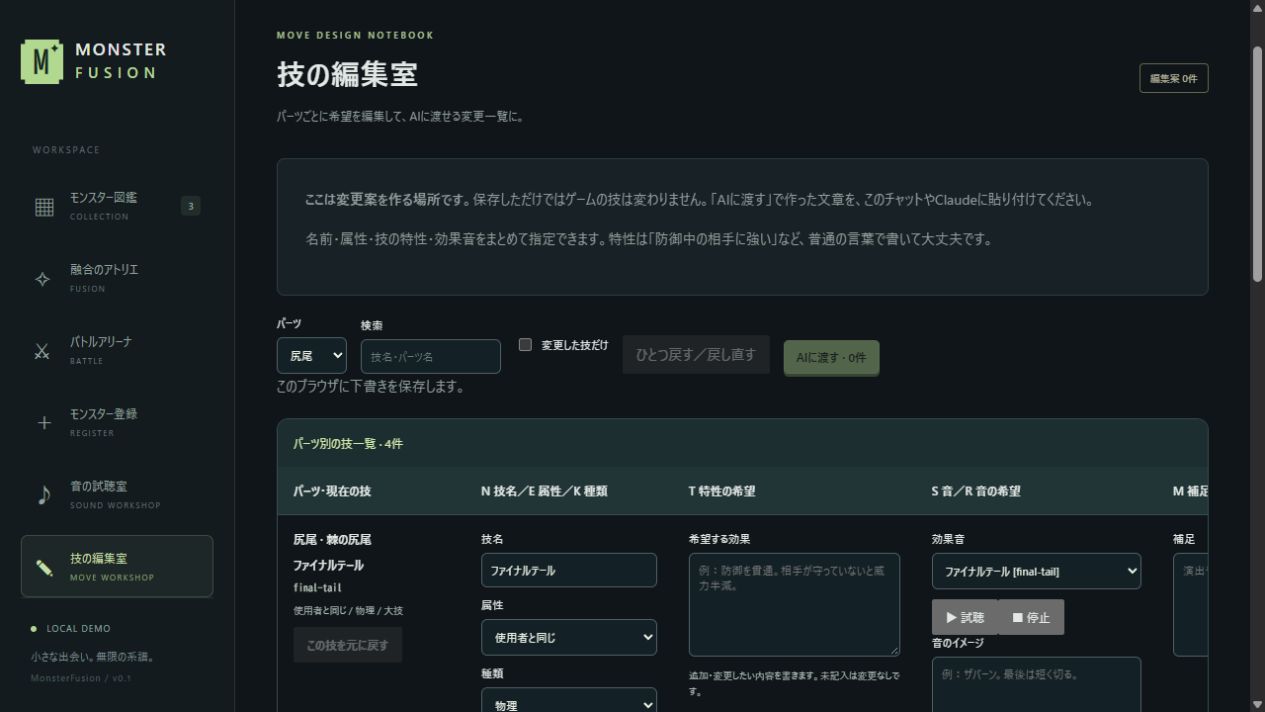 M
MONSTER
FUSION
WORKSPACE
モンスター図鑑
COLLECTION
3
融合のアトリエ
FUSION
バトルアリーナ
BATTLE
モンスター登録
REGISTER
音の試聴室
SOUND WORKSHOP
技の編集室
MOVE WORKSHOP
LOCAL DEMO
小さな出会い。無限の系譜。
MonsterFusion / v0.1
MOVE DESIGN NOTEBOOK
技の編集室
編集案 0件
パーツごとに希望を編集して、AIに渡せる変更一覧に。
ここは変更案を作る場所です。保存しただけではゲームの技は変わりません。「AIに渡す」で作った文章を、このチャットやClaudeに貼り付けてください。
名前・属性・技の特性・効果音をまとめて指定できます。特性は「防御中の相手に強い」など、普通の言葉で書いて大丈夫です。
パーツ
検索
尻尾
技名・パーツ名
変更した技だけ
ひとつ戻す／戻し直す
AIに渡す · 0件
このブラウザに下書きを保存します。
パーツ別の技一覧 · 4件
パーツ・現在の技
N 技名／E 属性／K 種類
T 特性の希望
S 音／R 音の希望
M 補足
尻尾 · 棘の尻尾
ファイナルテール
final-tail
使用者と同じ / 物理 / 大技
この技を元に戻す
技名
ファイナルテール
属性
使用者と同じ
種類
物理
希望する効果
例：防御を貫通。相手が守っていないと威力半減。
追加・変更したい内容を書きます。未記入は変更なしです。
効果音
ファイナルテール [final-tail]
▶ 試聴
■ 停止
音のイメージ
例：ザバーン。最後は短く切る。
補足
演出